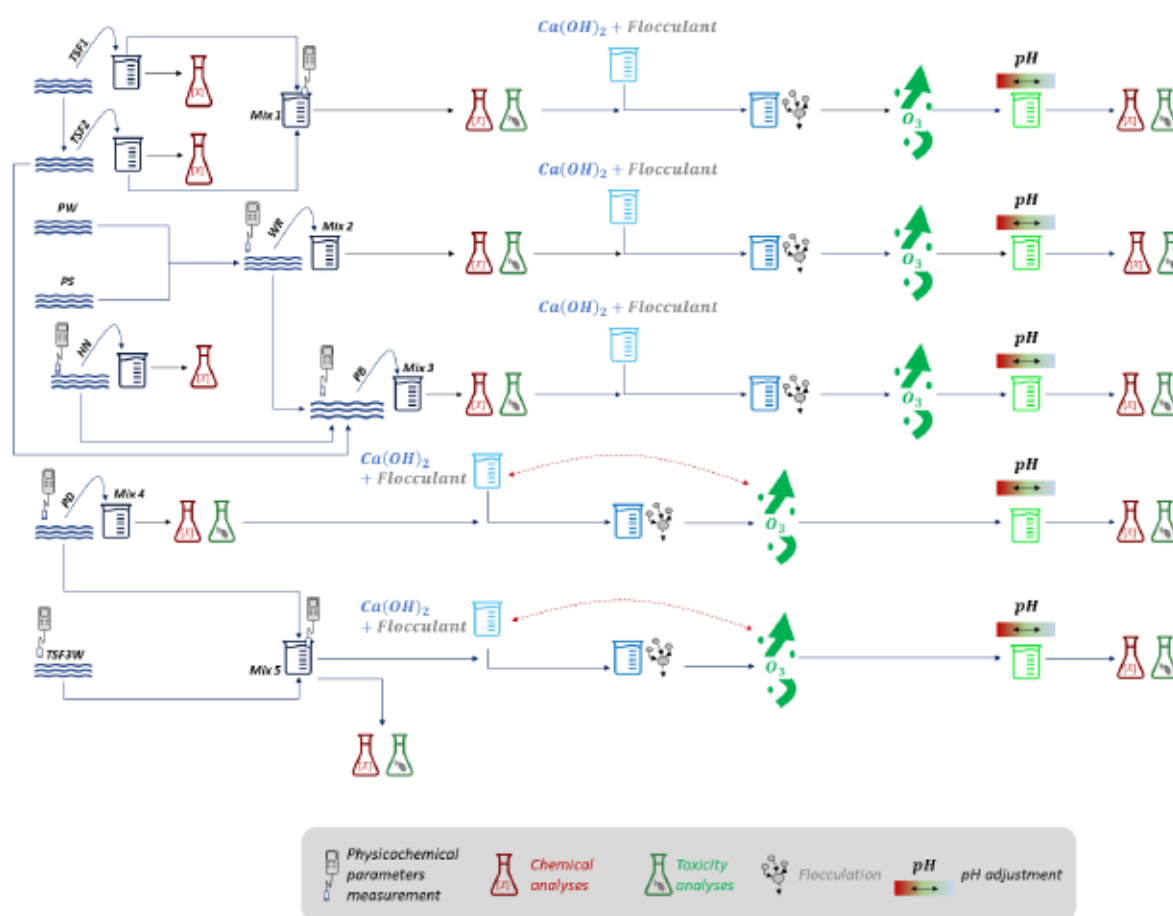 TSF1
Mix 1
Ca(OH)₂ + Flocculant
O₃
pH
[X]
TSF2
PW
PS
WR
Mix 2
Ca(OH)₂ + Flocculant
O₃
pH
HN
PB
Mix 3
Ca(OH)₂ + Flocculant
O₃
pH
PD
Mix 4
Ca(OH)₂
+ Flocculant
O₃
pH
TSF3W
Mix 5
Ca(OH)₂
+ Flocculant
O₃
pH
Physicochemical
parameters
measurement
[X]
Chemical
analyses
Toxicity
analyses
Flocculation
pH
pH adjustment